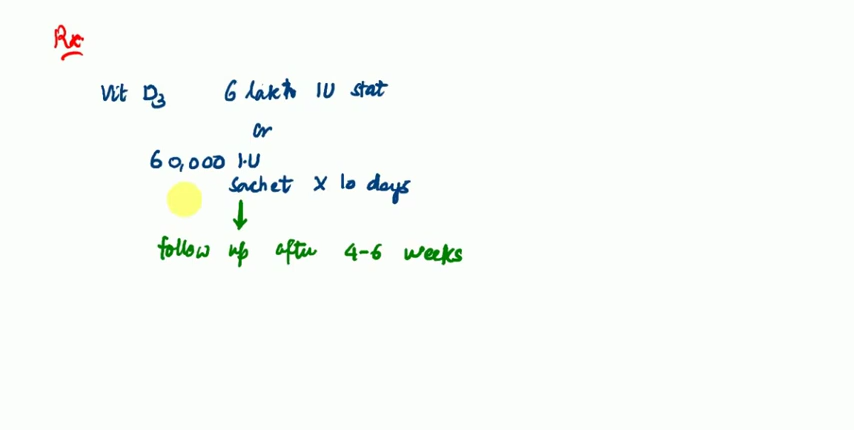 Rx
Vit D3 6 lakh IU stat
or
60,000 I.U
sachet X 10 days
follow up after 4-6 weeks